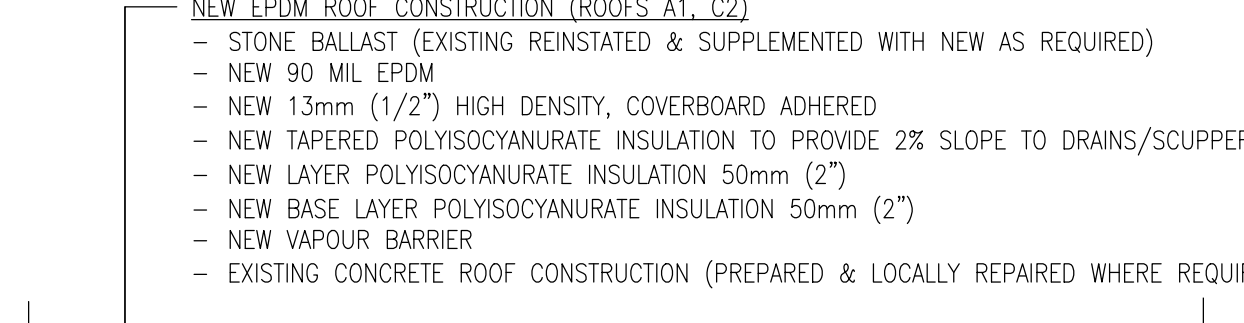 NEW EPDM ROOF CONSTRUCTION (ROOFS A1, C2)
– STONE BALLAST (EXISTING REINSTATED & SUPPLEMENTED WITH NEW AS REQUIRED)
– NEW 90 MIL EPDM
– NEW 13mm (1/2”) HIGH DENSITY, COVERBOARD ADHERED
– NEW TAPERED POLYISOCYANURATE INSULATION TO PROVIDE 2% SLOPE TO DRAINS/SCUPPER
– NEW LAYER POLYISOCYANURATE INSULATION 50mm (2”)
– NEW BASE LAYER POLYISOCYANURATE INSULATION 50mm (2”)
– NEW VAPOUR BARRIER
– EXISTING CONCRETE ROOF CONSTRUCTION (PREPARED & LOCALLY REPAIRED WHERE REQUI